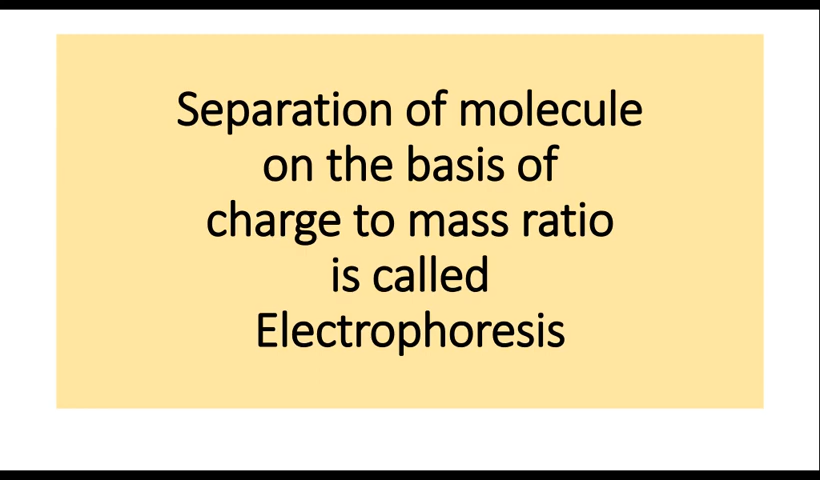 Separation of molecule
on the basis of
charge to mass ratio
is called
Electrophoresis